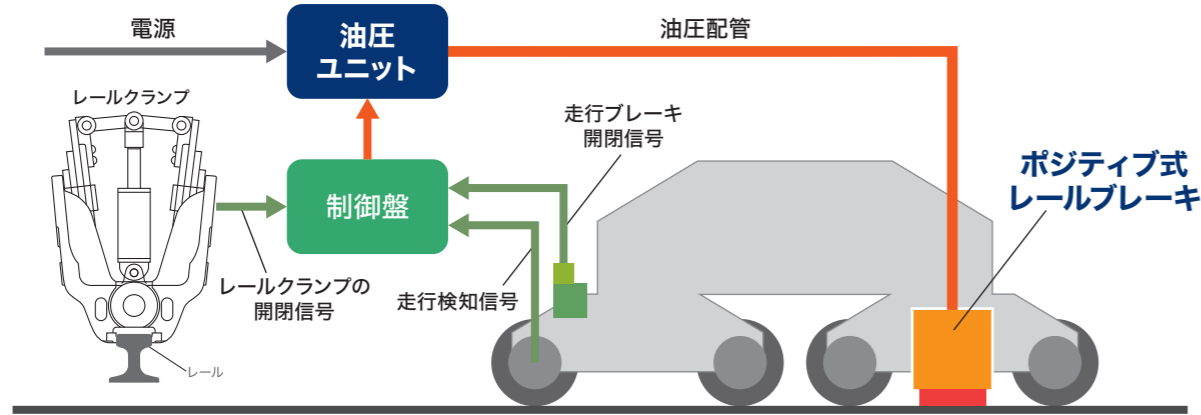 電源
油圧
ユニット
油圧配管
レールクランプ
走行ブレーキ
開閉信号
ポジティブ式
レールブレーキ
制御盤
レールクランプの
開閉信号
走行検知信号
レール